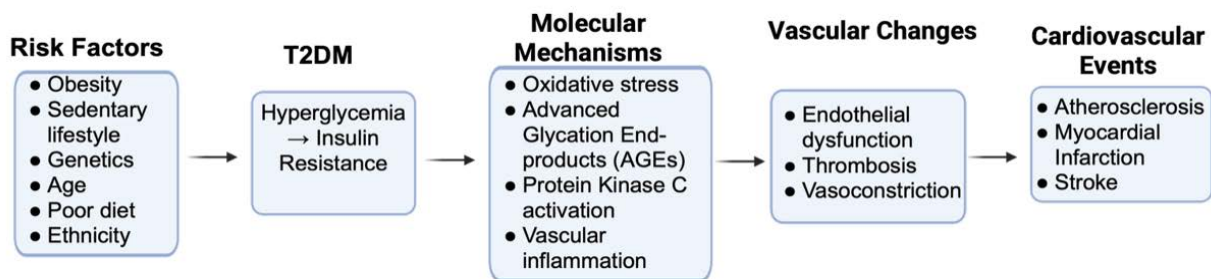 Risk Factors
● Obesity
● Sedentary
lifestyle
● Genetics
● Age
● Poor diet
● Ethnicity
T2DM
Hyperglycemia
→ Insulin
Resistance
Molecular
Mechanisms
● Oxidative stress
● Advanced
Glycation End-
products (AGEs)
● Protein Kinase C
activation
● Vascular
inflammation
Vascular Changes
● Endothelial
dysfunction
● Thrombosis
● Vasoconstriction
Cardiovascular
Events
● Atherosclerosis
● Myocardial
Infarction
● Stroke